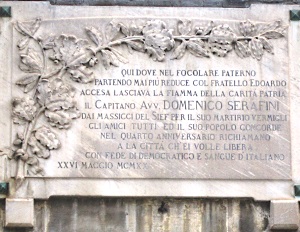 QUI DOVE NEL FOCOLARE PATERNO
PARTENDO MAI PIÙ REDUCE COL FRATELLO EDOARDO
ACCESA LASCIAVA LA FIAMMA DELLA CARITÀ PATRIA
IL CAPITANO AVV. DOMENICO SERAFINI
DAI MASSICCI DEL SIEF PER IL SUO MARTIRIO VERMIGLI
GLI AMICI TUTTI ED IL SUO POPOLO CONCORDE
NEL QUARTO ANNIVERSARIO RICHIAMANO
A LA CITTÀ CH'EI VOLLE LIBERA
CON FEDE DI DEMOCRATICO E SANGUE D'ITALIANO
XXVI MAGGIO